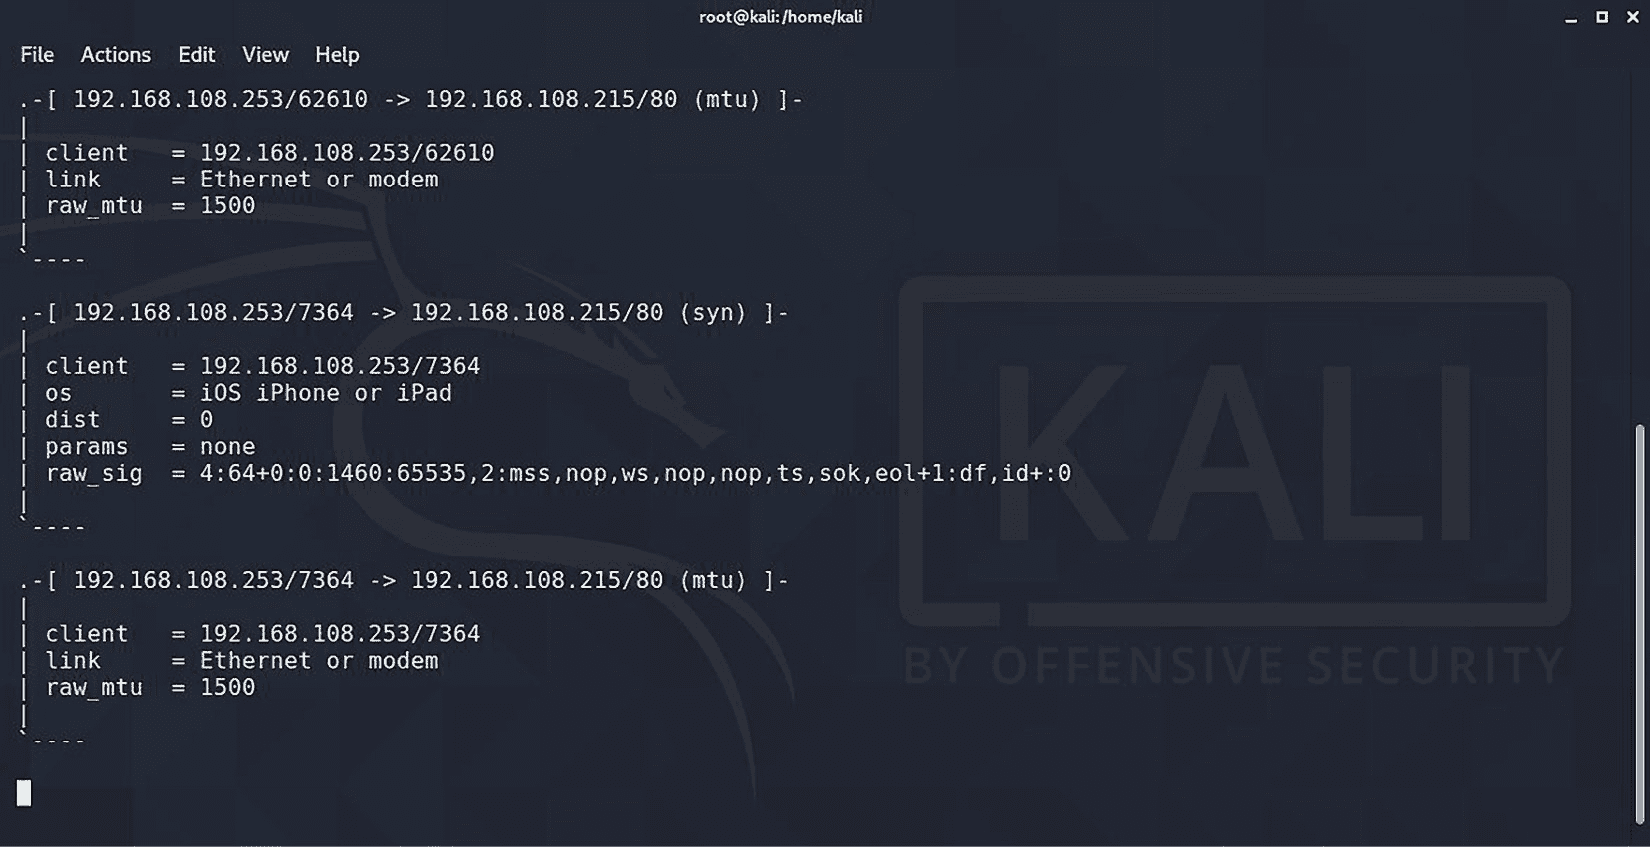 root@kali:/home/kali
File Actions Edit View Help
.-[ 192.168.108.253/62610 -> 192.168.108.215/80 (mtu) ]-
|
| client   = 192.168.108.253/62610
| link     = Ethernet or modem
| raw_mtu  = 1500
|
`----
.-[ 192.168.108.253/7364 -> 192.168.108.215/80 (syn) ]-
|
| client   = 192.168.108.253/7364
| os       = iOS iPhone or iPad
| dist     = 0
| params   = none
| raw_sig  = 4:64+0:0:1460:65535,2:mss,nop,ws,nop,nop,ts,sok,eol+1:df,id+:0
|
`----
.-[ 192.168.108.253/7364 -> 192.168.108.215/80 (mtu) ]-
|
| client   = 192.168.108.253/7364
| link     = Ethernet or modem
| raw_mtu  = 1500
|
`----
KALI
BY OFFENSIVE SECURITY